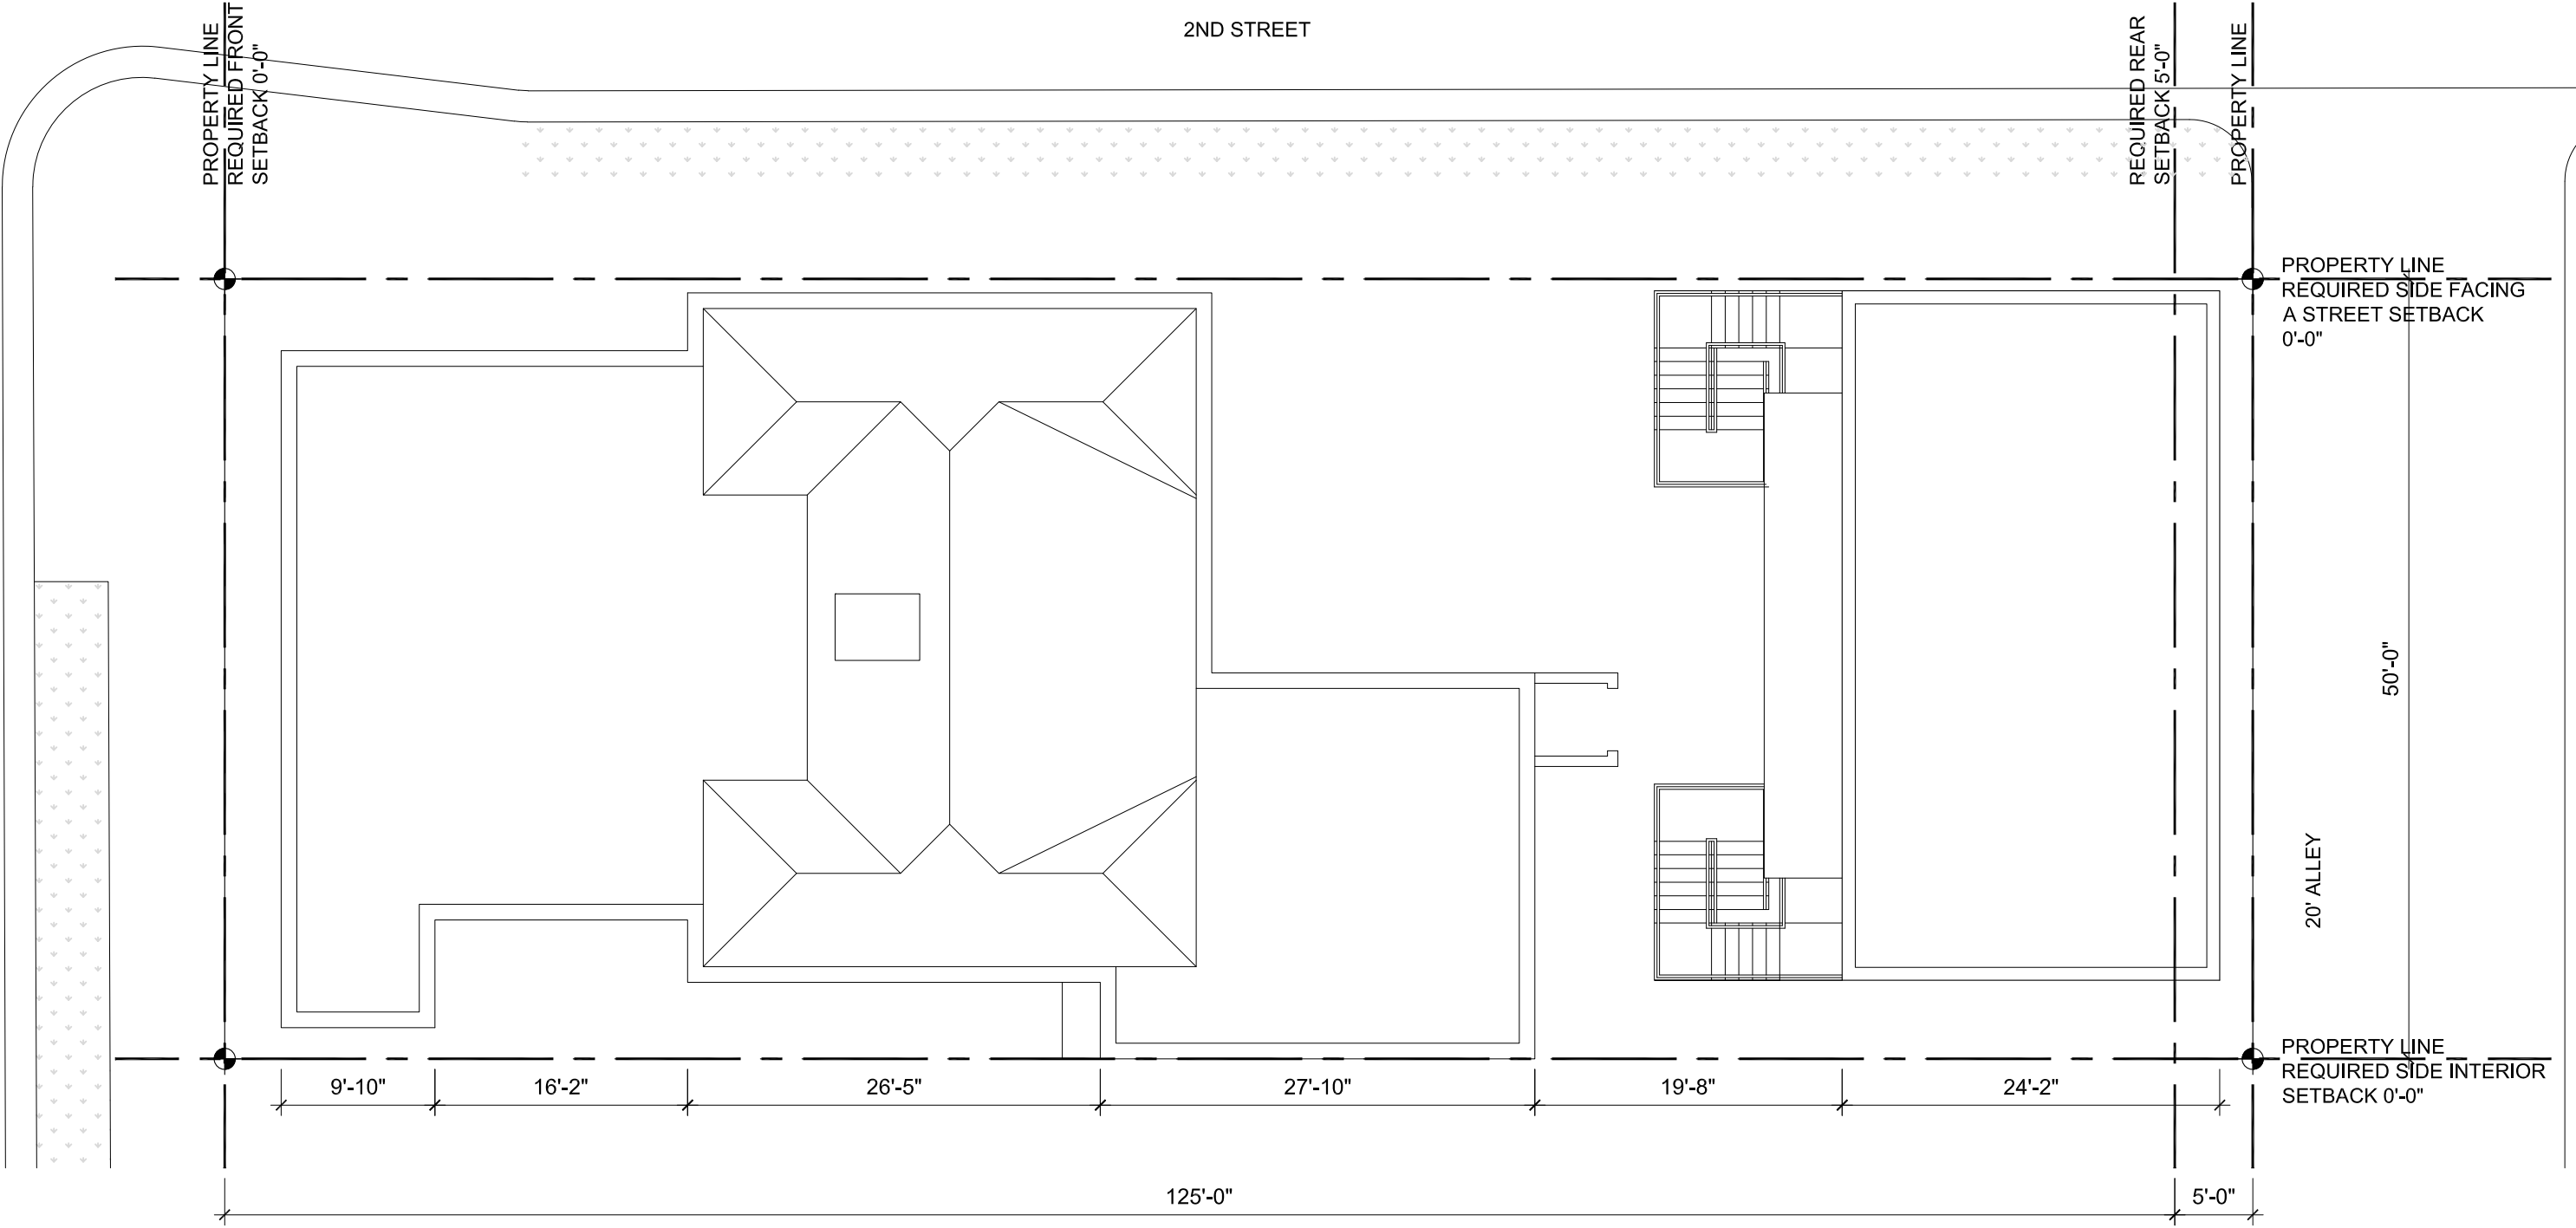 2ND STREET
PROPERTY LINE
REQUIRED FRONT
SETBACK 0'-0"
REQUIRED REAR
SETBACK 5'-0"
PROPERTY LINE
PROPERTY LINE
REQUIRED SIDE FACING
A STREET SETBACK
0'-0"
50'-0"
20' ALLEY
PROPERTY LINE
REQUIRED SIDE INTERIOR
SETBACK 0'-0"
9'-10"
16'-2"
26'-5"
27'-10"
19'-8"
24'-2"
125'-0"
5'-0"